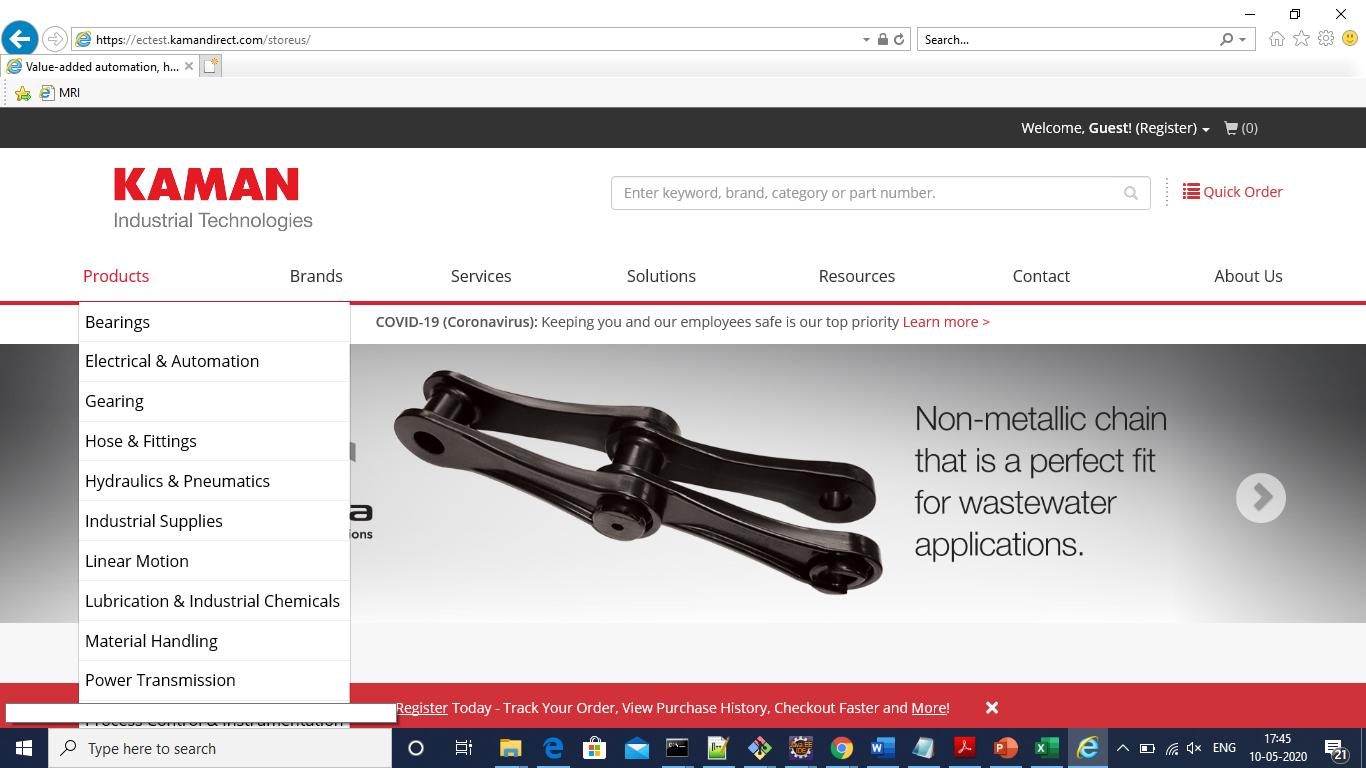 https://ectest.kamandirect.com/storeus/
Search...
Value-added automation, h...
MRI
Welcome, Guest! (Register)
(0)
KAMAN
Industrial Technologies
Enter keyword, brand, category or part number.
Quick Order
Products Brands Services Solutions Resources Contact About Us
Bearings
COVID-19 (Coronavirus): Keeping you and our employees safe is our top priority Learn more >
Electrical & Automation
Gearing
Hose & Fittings
Hydraulics & Pneumatics
Industrial Supplies
Linear Motion
Lubrication & Industrial Chemicals
Material Handling
Power Transmission
Process Control & Instrumentation
Non-metallic chain
that is a perfect fit
for wastewater
applications.
Register Today - Track Your Order, View Purchase History, Checkout Faster and More!
Type here to search
ENG
17:45
10-05-2020
21